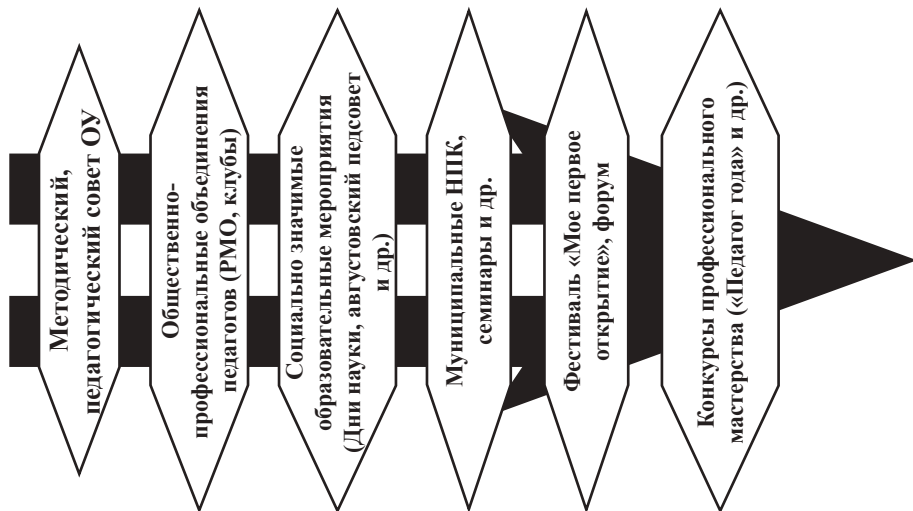 Методический,
педагогический совет ОУ
Общественно-
профессиональные объединения
педагогов (РМО, клубы)
Социально значимые
образовательные мероприятия
(Дни науки, августовский педсовет
и др.)
Муниципальные НПК,
семинары и др.
Фестиваль «Мое первое
открытие», форум
Конкурсы профессионального
мастерства («Педагог года» и др.)